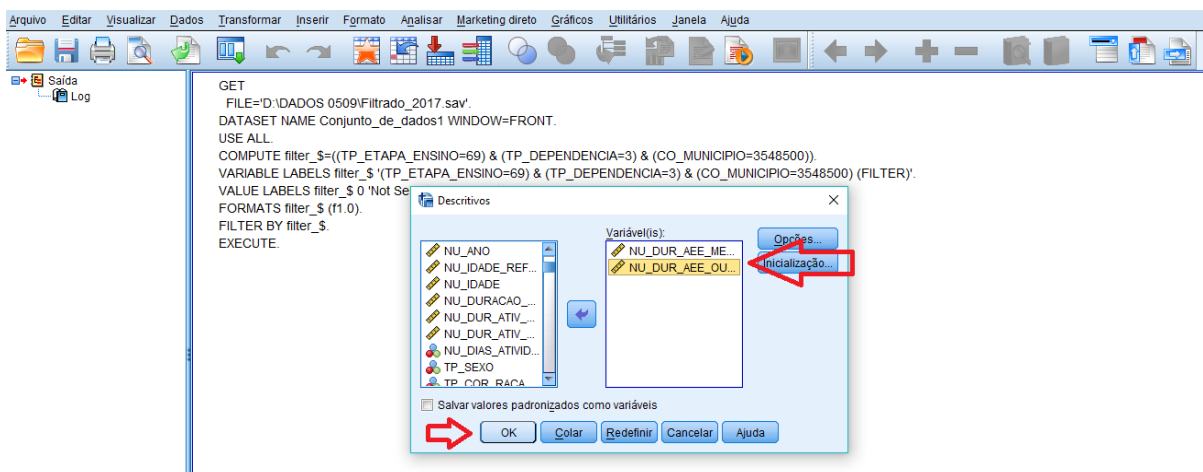 Arquivo Editar Visualizar Dados Transformar Inserir Formato Analisar Marketing direto Gráficos Utilitários Janela Ajuda
Saída
Log
GET
FILE='D:\DADOS 0509\Filtrado_2017.sav'.
DATASET NAME Conjunto_de_dados1 WINDOW=FRONT.
USE ALL.
COMPUTE filter_$=((TP_ETAPA_ENSINO=69) & (TP_DEPENDENCIA=3) & (CO_MUNICIPIO=3548500)).
VARIABLE LABELS filter_$ '(TP_ETAPA_ENSINO=69) & (TP_DEPENDENCIA=3) & (CO_MUNICIPIO=3548500) (FILTER)'.
VALUE LABELS filter_$ 0 'Not Se
FORMATS filter_$ (f1.0).
FILTER BY filter_$.
EXECUTE.
Descritivos
NU_ANO
NU_IDADE_REF...
NU_IDADE
NU_DURACAO_...
NU_DUR_ATIV_...
NU_DUR_ATIV_...
NU_DIAS_ATIVID...
TP_SEXO
TP_COR_RACA
Variável(is):
NU_DUR_AEE_ME...
NU_DUR_AEE_OU...
Opções...
Inicialização...
Salvar valores padronizados como variáveis
OK Colar Redefinir Cancelar Ajuda